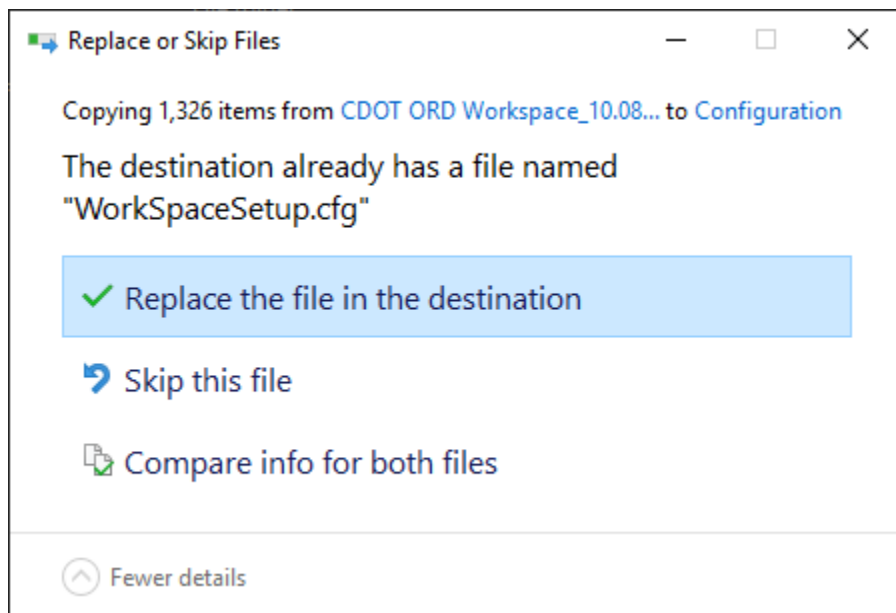 Replace or Skip Files
Copying 1,326 items from CDOT ORD Workspace_10.08... to Configuration
The destination already has a file named
"WorkSpaceSetup.cfg"
Replace the file in the destination
Skip this file
Compare info for both files
Fewer details